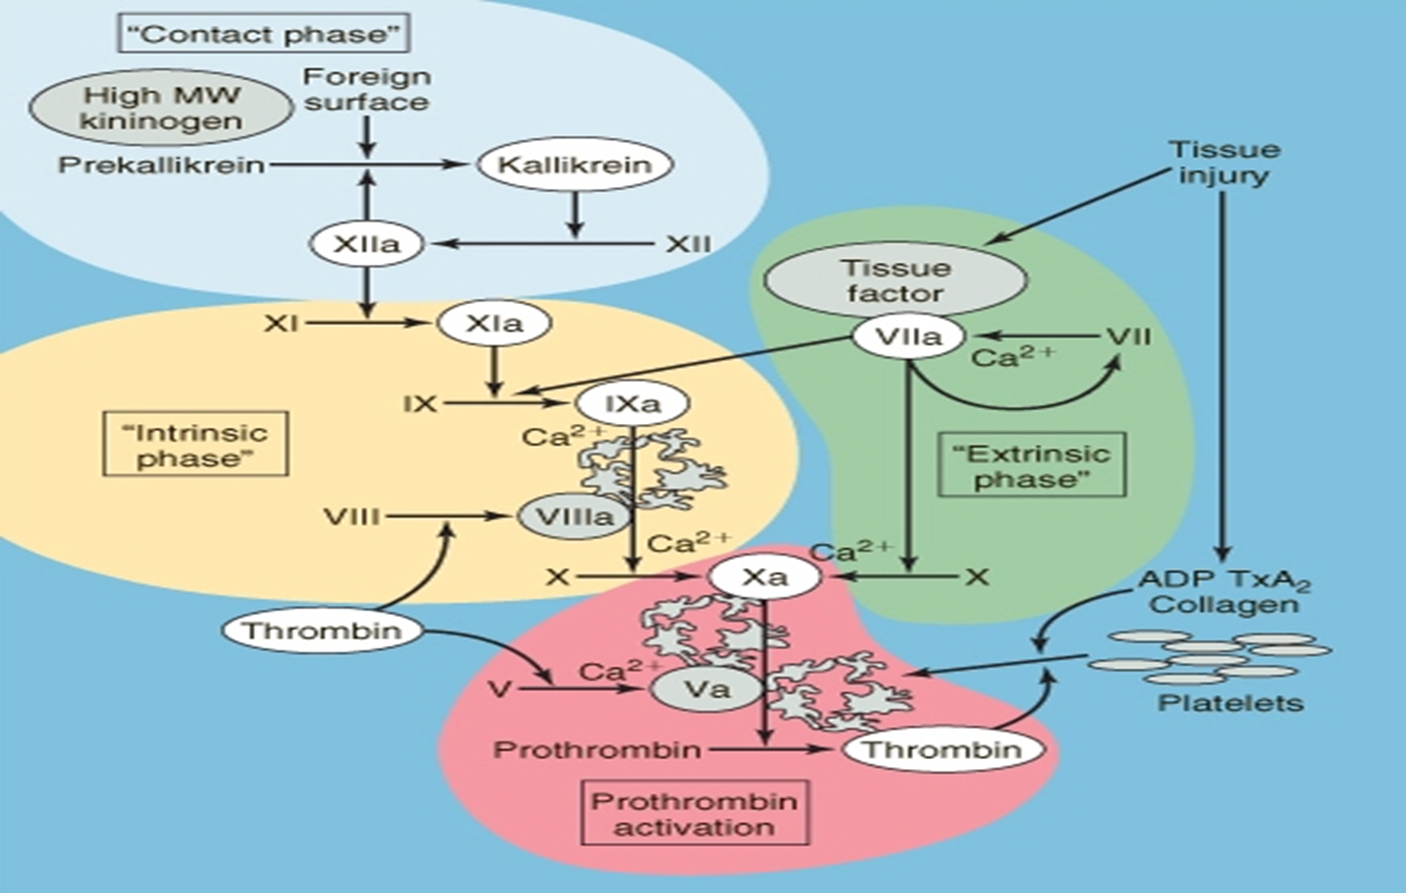 “Contact phase”
High MW
kininogen
Foreign
surface
Prekallikrein
Kallikrein
XIIa
XII
Tissue
injury
XI
XIa
Tissue
factor
VIIa
VII
Ca2+
IX
IXa
Ca2+
“Intrinsic
phase”
“Extrinsic
phase”
VIII
VIIIa
Ca2+
Ca2+
X
Xa
X
ADP TxA2
Collagen
Thrombin
Ca2+
V
Va
Platelets
Prothrombin
Thrombin
Prothrombin
activation